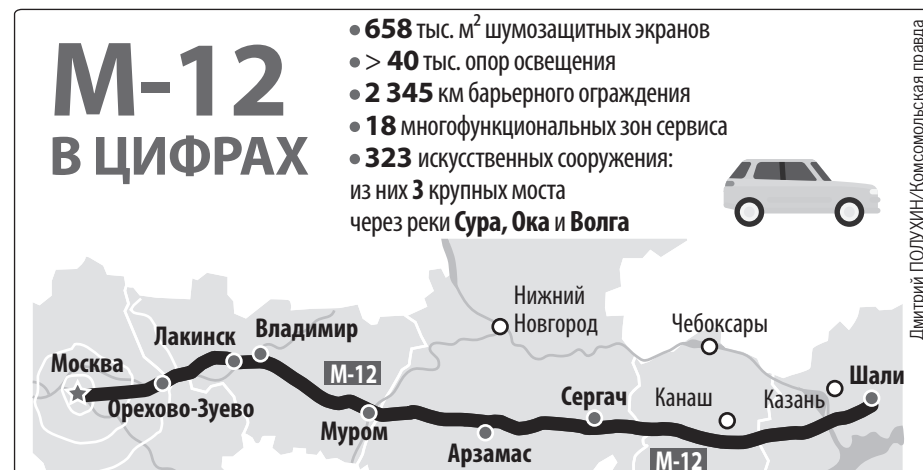 М-12
В ЦИФРАХ
• 658 тыс. м² шумозащитных экранов
• > 40 тыс. опор освещения
• 2 345 км барьерного ограждения
• 18 многофункциональных зон сервиса
• 323 искусственных сооружения:
из них 3 крупных моста
через реки Сура, Ока и Волга
Дмитрий ПОЛУХИН/Комсомольская правда
Москва
Орехово-Зуево
Лакинск
Владимир
М-12
Муром
Нижний
Новгород
Арзамас
Сергач
Чебоксары
Канаш
М-12
Казань
Шали